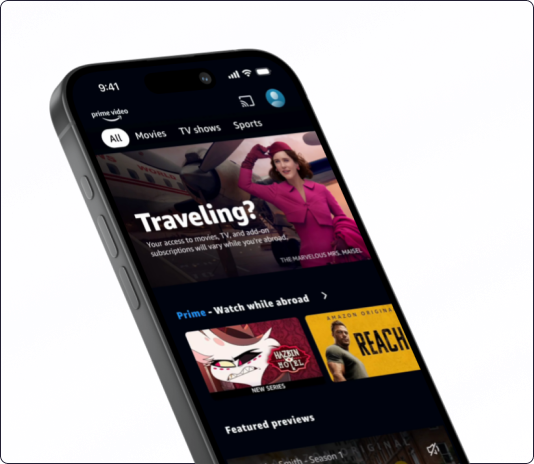 9:41
prime video
All
Movies
TV shows
Sports
Traveling?
Your access to movies, TV, and add-on
subscriptions will vary while you're abroad.
THE MARVELOUS MRS. MAISEL
Prime - Watch while abroad
HAZBIN
HOTEL
NEW SERIES
AMAZON ORIGINAL
REACH
Featured previews
Smith - Season 1